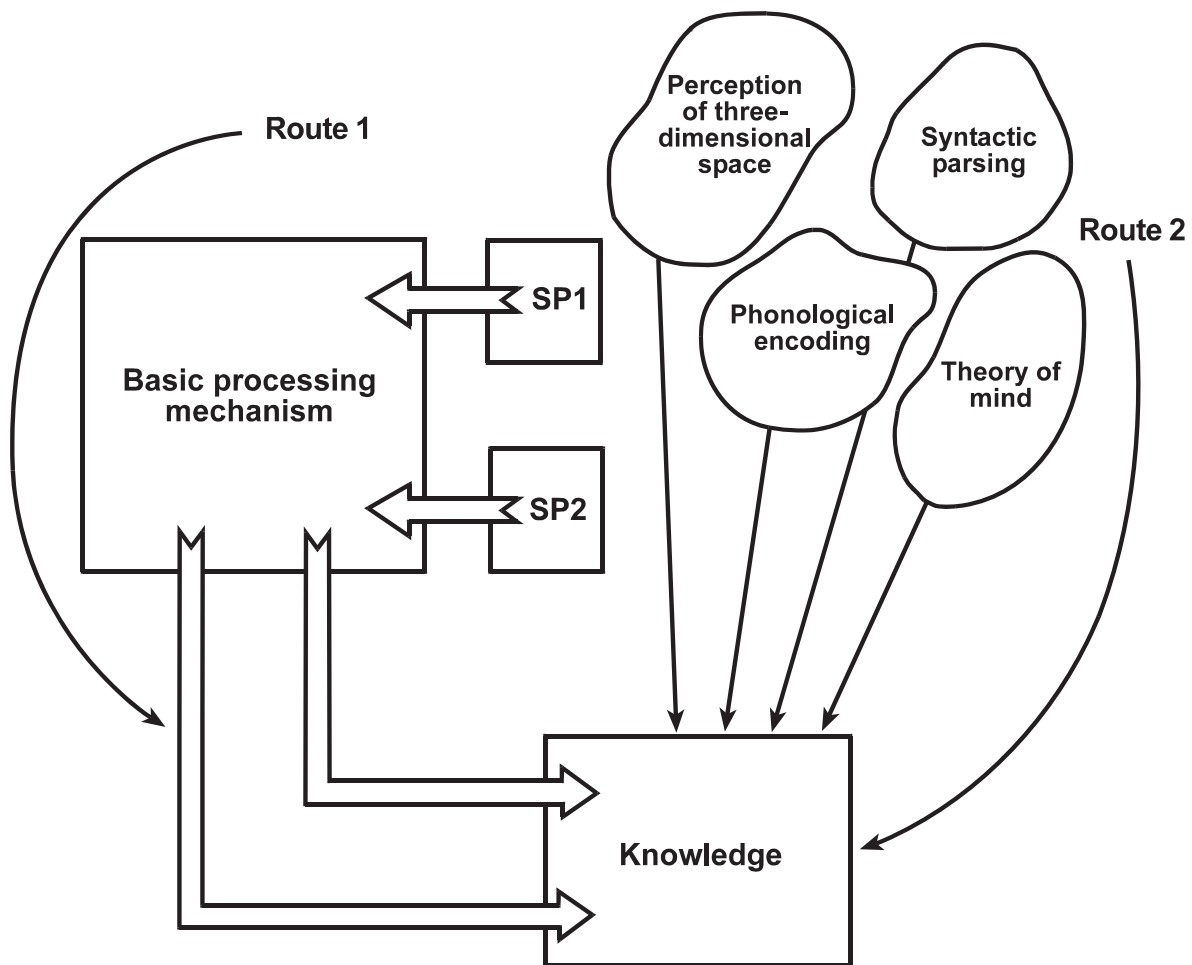 Perception
of three-
dimensional
space
Route 1
Syntactic
parsing
Route 2
SP1
Phonological
encoding
Basic processing
mechanism
Theory of
mind
SP2
Knowledge